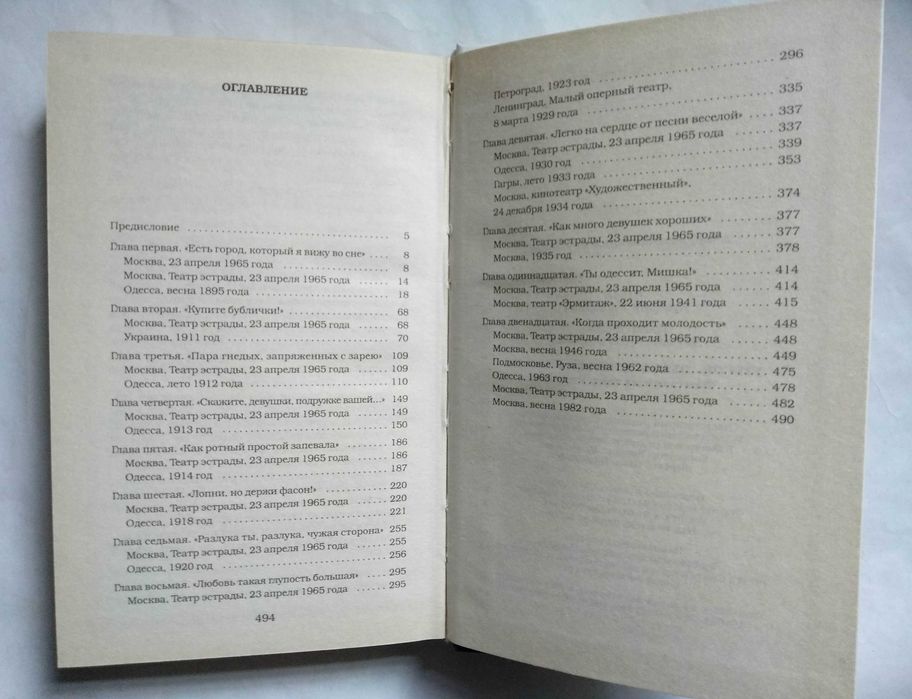 ОГЛАВЛЕНИЕ
Предисловие 5
Глава первая. «Есть город, который я вижу во сне» 8
Москва, 23 апреля 1965 года 8
Москва, Театр эстрады, 23 апреля 1965 года 14
Одесса, весна 1895 года 18
Глава вторая. «Купите бублички!» 68
Москва, Театр эстрады, 23 апреля 1965 года 68
Украина, 1911 год 70
Глава третья. «Пара гнедых, запряженных с зарею» 109
Москва, Театр эстрады, 23 апреля 1965 года 109
Одесса, лето 1912 года 110
Глава четвертая. «Скажите, девушки, подружке вашей...» 149
Москва, Театр эстрады, 23 апреля 1965 года 149
Одесса, 1913 год 150
Глава пятая. «Как ротный простой запевала» 186
Москва, Театр эстрады, 23 апреля 1965 года 186
Одесса, 1914 год 187
Глава шестая. «Лопни, но держи фасон!» 220
Москва, Театр эстрады, 23 апреля 1965 года 220
Одесса, 1918 год 221
Глава седьмая. «Разлука ты, разлука, чужая сторона» 255
Москва, Театр эстрады, 23 апреля 1965 года 255
Одесса, 1920 год 256
Глава восьмая. «Любовь такая глупость большая» 295
Москва, Театр эстрады, 23 апреля 1965 года 295
494
Петроград, 1923 год 296
Ленинград, Малый оперный театр,
8 марта 1929 года 335
Глава девятая. «Легко на сердце от песни веселой» 337
Москва, Театр эстрады, 23 апреля 1965 года 337
Одесса, 1930 год 339
Гагры, лето 1933 года 353
Москва, кинотеатр «Художественный»,
24 декабря 1934 года 374
Глава десятая. «Как много девушек хороших» 377
Москва, Театр эстрады, 23 апреля 1965 года 377
Москва, 1935 год 378
Глава одиннадцатая. «Ты одессит, Мишка!» 414
Москва, Театр эстрады, 23 апреля 1965 года 414
Москва, театр «Эрмитаж», 22 июня 1941 года 415
Глава двенадцатая. «Когда проходит молодость» 448
Москва, Театр эстрады, 23 апреля 1965 года 448
Москва, весна 1946 года 449
Подмосковье, Руза, весна 1962 года 475
Одесса, 1963 год 478
Москва, Театр эстрады, 23 апреля 1965 года 482
Москва, весна 1982 года 490